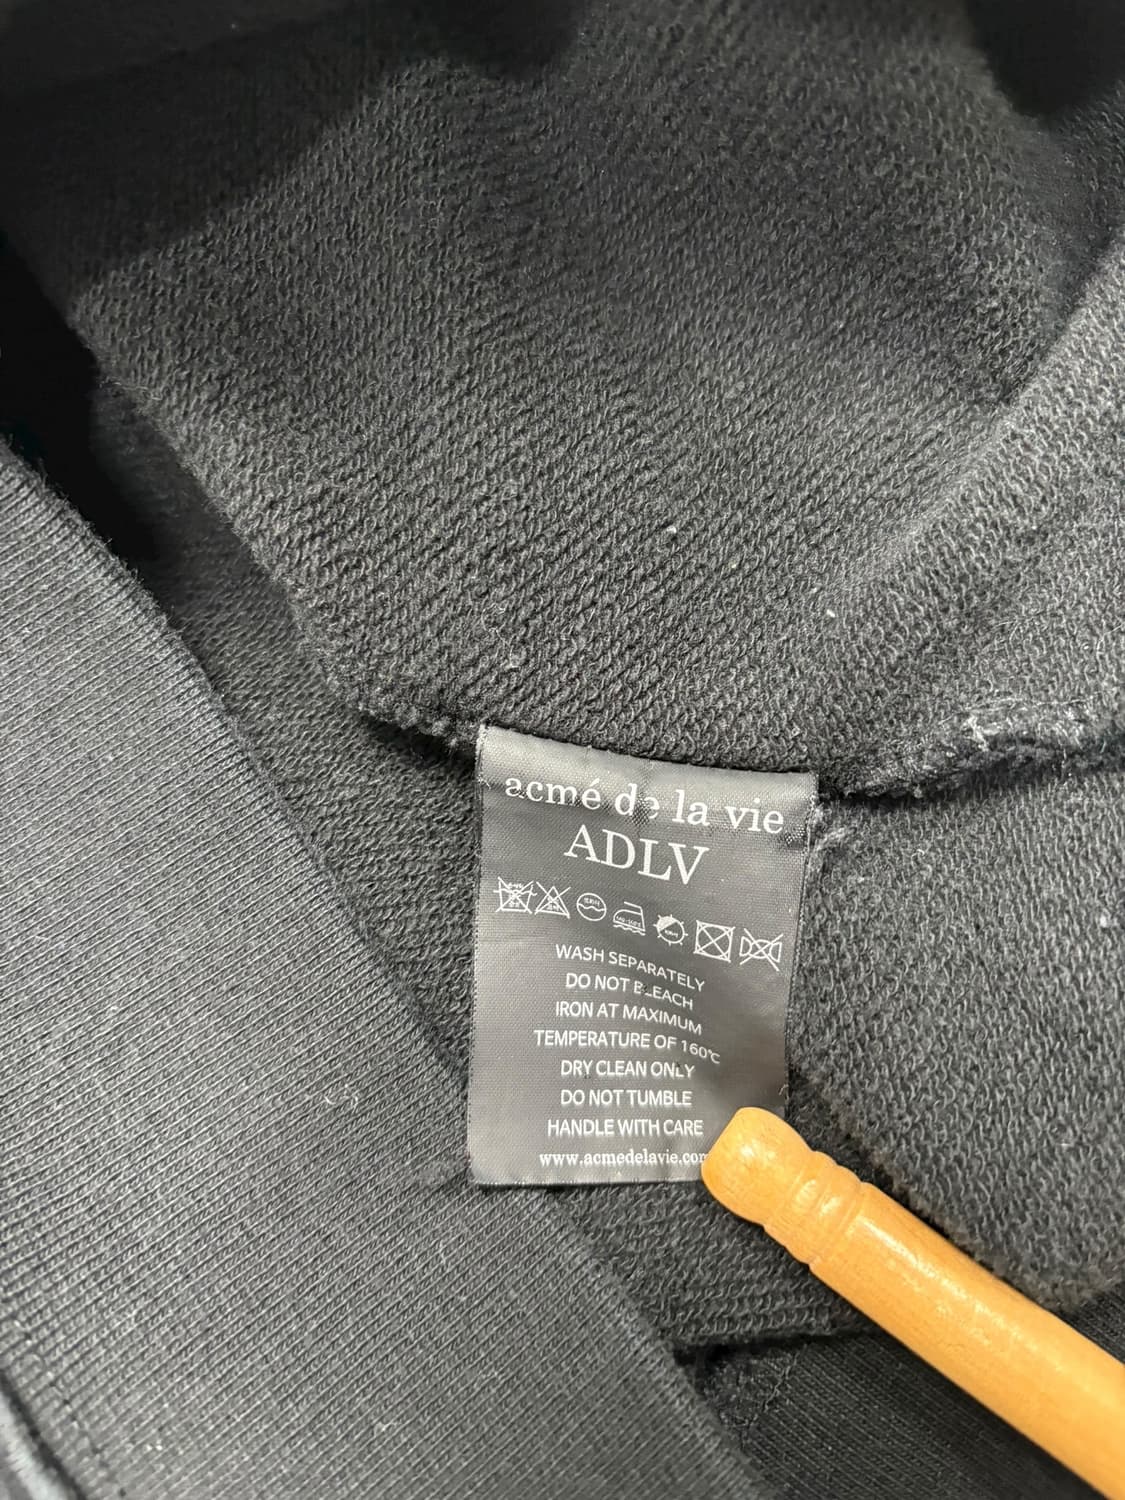 acmé de la vie
ADLV
WASH SEPARATELY
DO NOT BLEACH
IRON AT MAXIMUM
TEMPERATURE OF 160℃
DRY CLEAN ONLY
DO NOT TUMBLE
HANDLE WITH CARE
www.acmedelavie.com